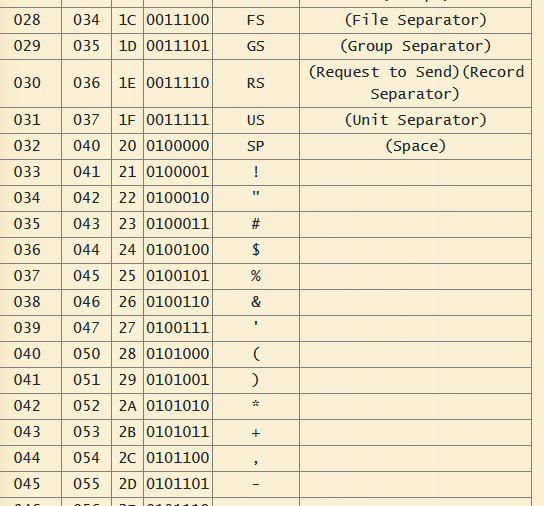 028 034 1C 0011100 FS (File Separator)
029 035 1D 0011101 GS (Group Separator)
030 036 1E 0011110 RS (Request to Send)(Record
Separator)
031 037 1F 0011111 US (Unit Separator)
032 040 20 0100000 SP (Space)
033 041 21 0100001 !
034 042 22 0100010 "
035 043 23 0100011 #
036 044 24 0100100 $
037 045 25 0100101 %
038 046 26 0100110 &
039 047 27 0100111 '
040 050 28 0101000 (
041 051 29 0101001 )
042 052 2A 0101010 *
043 053 2B 0101011 +
044 054 2C 0101100 ,
045 055 2D 0101101 -